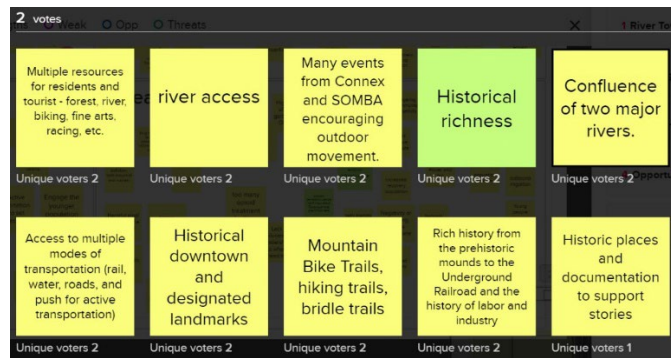 Weak Opp Threats
2 votes
1 River To
Multiple resources
for residents and
tourist - forest, river,
biking, fine arts,
racing, etc.
river access
Many events
from Connex
and SOMBA
encouraging
outdoor
movement.
Historical
richness
Confluence
of two major
rivers.
Unique voters 2
Unique voters 2
Unique voters 2
Unique voters 2
Unique voters 2
Opportu
Engage the
younger
Access to multiple
modes of
transportation (rail,
water, roads, and
push for active
transportation)
Historical
downtown
and
designated
landmarks
Mountain
Bike Trails,
hiking trails,
bridle trails
Rich history from
the prehistoric
mounds to the
Underground
Railroad and the
history of labor and
industry
Historic places
and
documentation
to support
stories
Unique voters 2
Unique voters 2
Unique voters 2
Unique voters 2
Unique voters 1